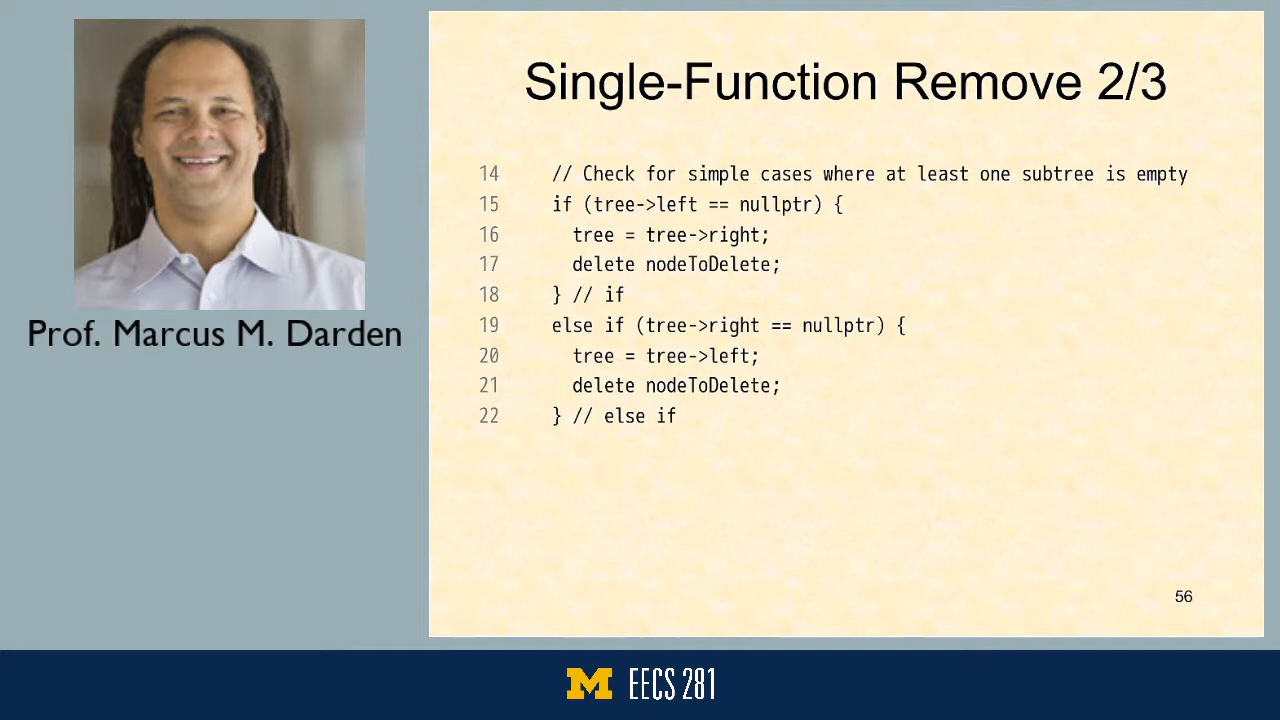 Prof. Marcus M. Darden
Single-Function Remove 2/3
14 // Check for simple cases where at least one subtree is empty
15 if (tree->left == nullptr) {
16 tree = tree->right;
17 delete nodeToDelete;
18 } // if
19 else if (tree->right == nullptr) {
20 tree = tree->left;
21 delete nodeToDelete;
22 } // else if
56
M EECS 281